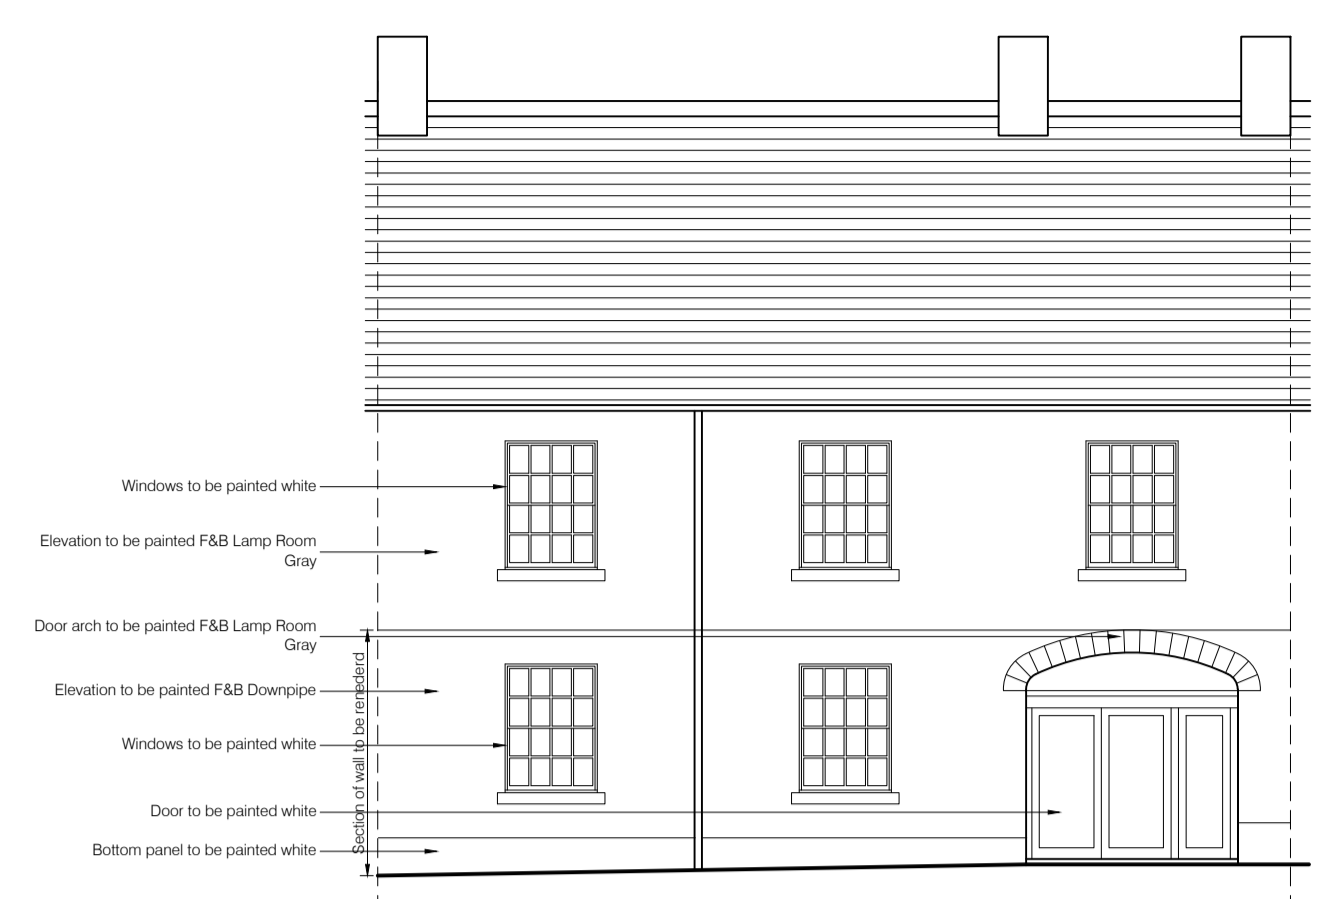 Windows to be painted white
Elevation to be painted F&B Lamp Room
Gray
Door arch to be painted F&B Lamp Room
Gray
Section of wall to be renederd
Elevation to be painted F&B Downpipe
Windows to be painted white
Door to be painted white
Bottom panel to be painted white